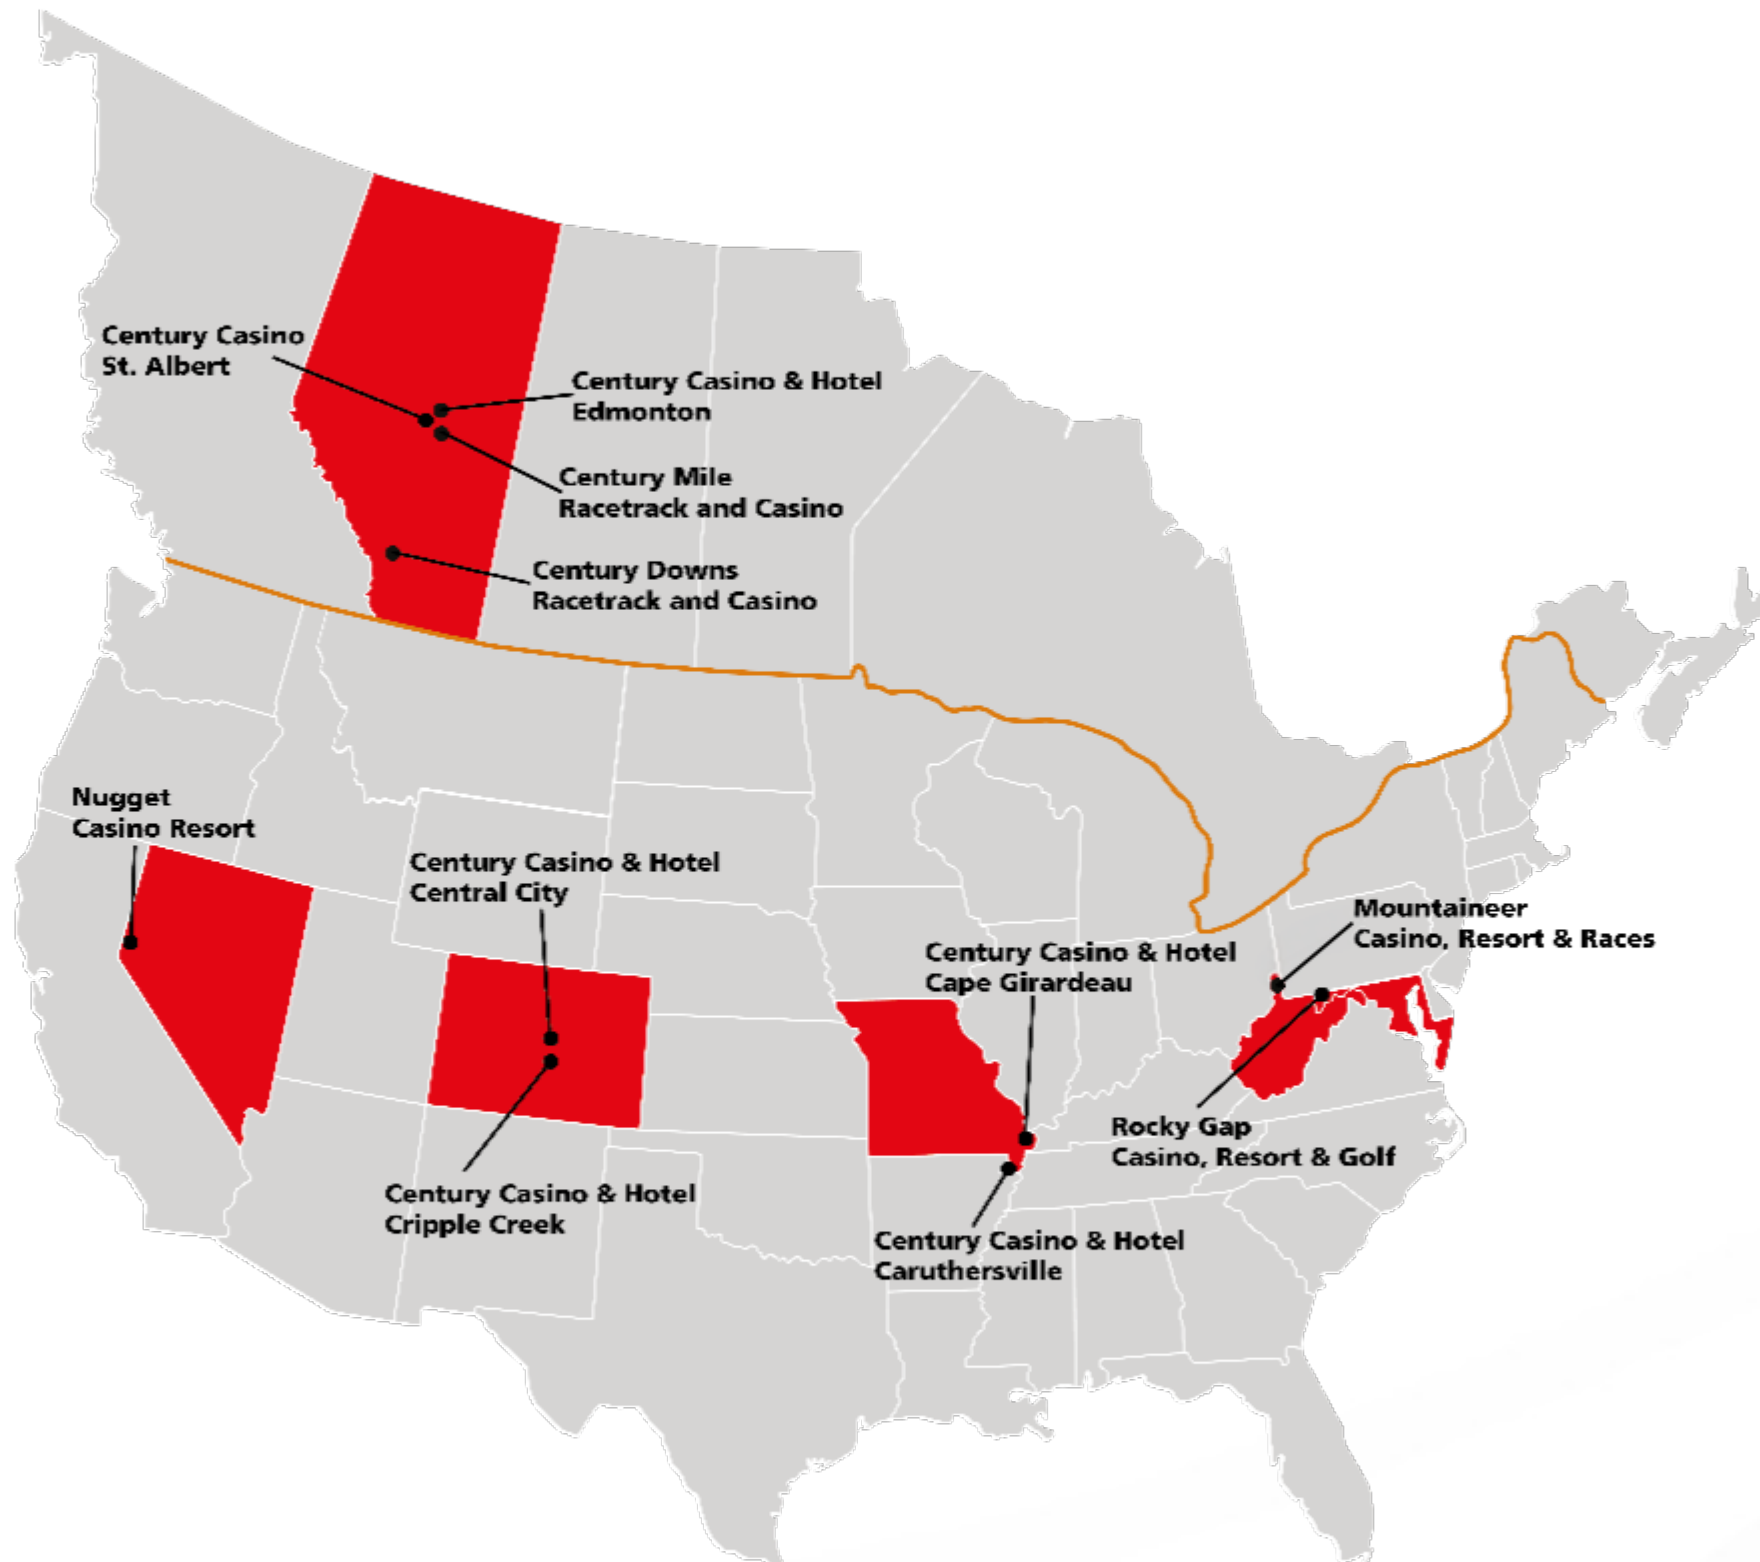 Century Casino
St. Albert
Century Casino & Hotel
Edmonton
Century Mile
Racetrack and Casino
Century Downs
Racetrack and Casino
Nugget
Casino Resort
Century Casino & Hotel
Central City
Century Casino & Hotel
Cripple Creek
Century Casino & Hotel
Cape Girardeau
Century Casino & Hotel
Caruthersville
Mountaineer
Casino, Resort & Races
Rocky Gap
Casino, Resort & Golf